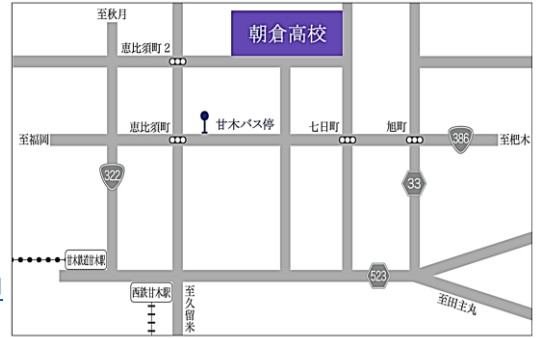 至秋月
朝倉高校
恵比須町2
恵比須町
甘木バス停
七日町
旭町
386
至福岡
至杷木
322
33
甘木鉄道甘木駅
523
西鉄甘木駅
至久留米
至田主丸